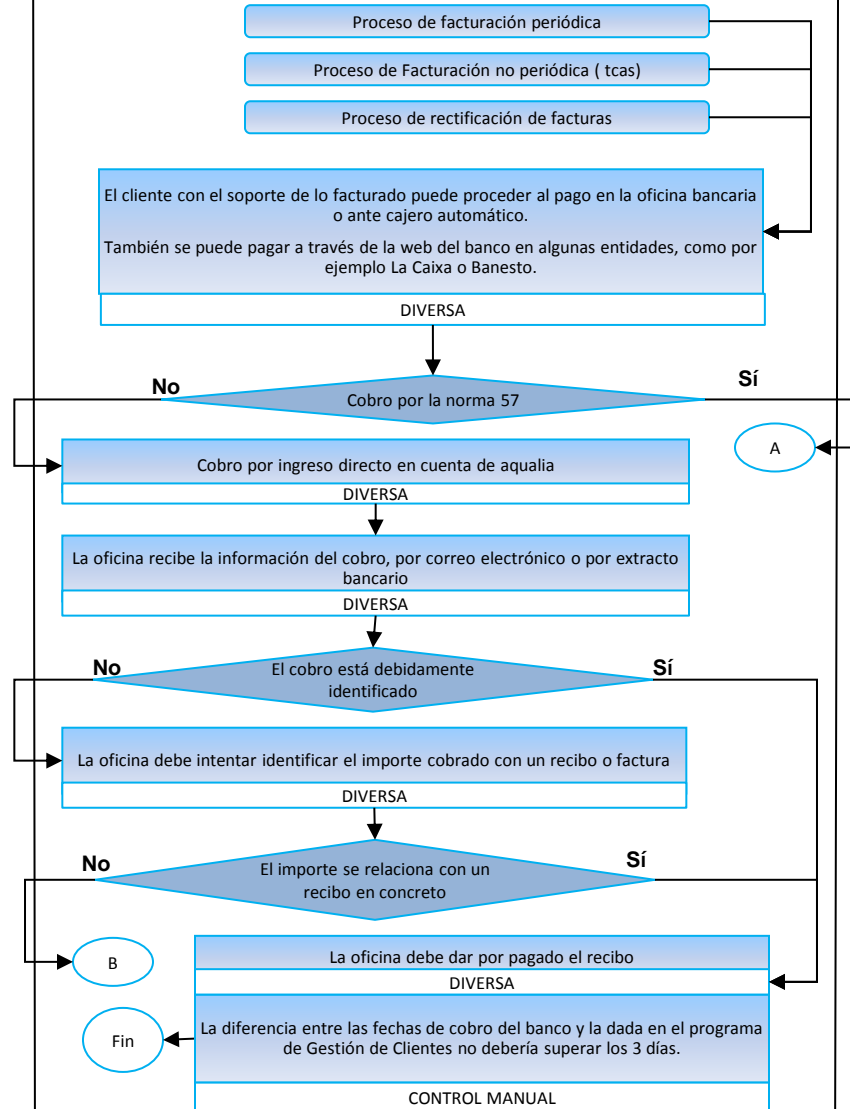 Proceso de facturación periódica
Proceso de Facturación no periódica ( tcas)
Proceso de rectificación de facturas
El cliente con el soporte de lo facturado puede proceder al pago en la oficina bancaria
o ante cajero automático.
También se puede pagar a través de la web del banco en algunas entidades, como por
ejemplo La Caixa o Banesto.
DIVERSA
No
Cobro por la norma 57
Sí
A
Cobro por ingreso directo en cuenta de aqualia
DIVERSA
La oficina recibe la información del cobro, por correo electrónico o por extracto
bancario
DIVERSA
No
El cobro está debidamente
identificado
Sí
La oficina debe intentar identificar el importe cobrado con un recibo o factura
DIVERSA
No
El importe se relaciona con un
recibo en concreto
Sí
B
La oficina debe dar por pagado el recibo
DIVERSA
Fin
La diferencia entre las fechas de cobro del banco y la dada en el programa
de Gestión de Clientes no debería superar los 3 días.
CONTROL MANUAL